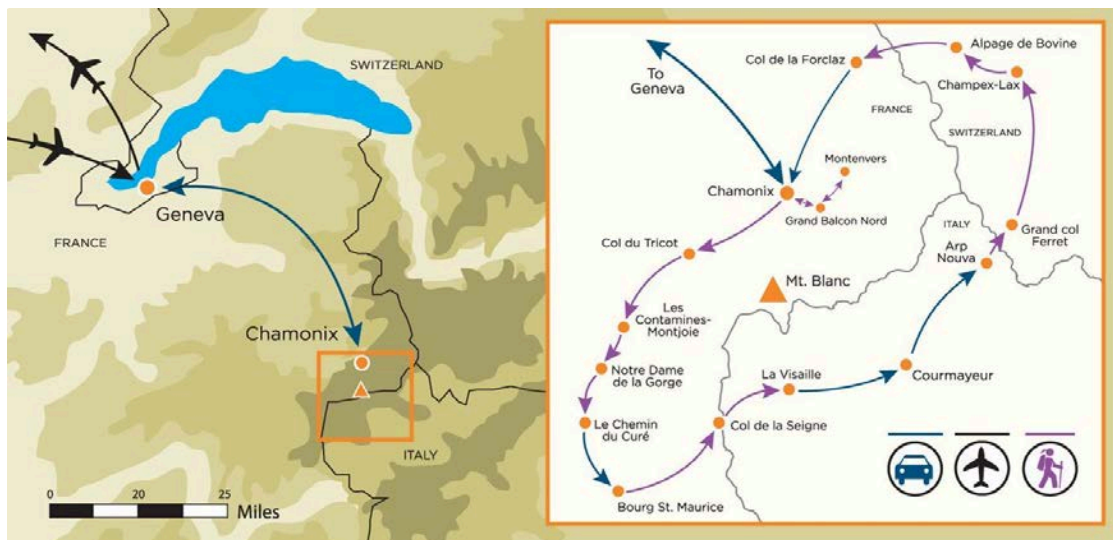 SWITZERLAND
Geneva
FRANCE
Chamonix
ITALY
0
20
25
Miles
To
Geneva
Col de la Forclaz
Alpage de Bovine
Champex-Lax
FRANCE
SWITZERLAND
Montenvers
Chamonix
Grand Balcon Nord
ITALY
Grand col
Ferret
Col du Tricot
Arp
Nouva
Mt. Blanc
Les
Contamines-
Montjoie
Notre Dame
de la Gorge
La Visaille
Courmayeur
Le Chemin
du Curé
Col de la Seigne
Bourg St. Maurice